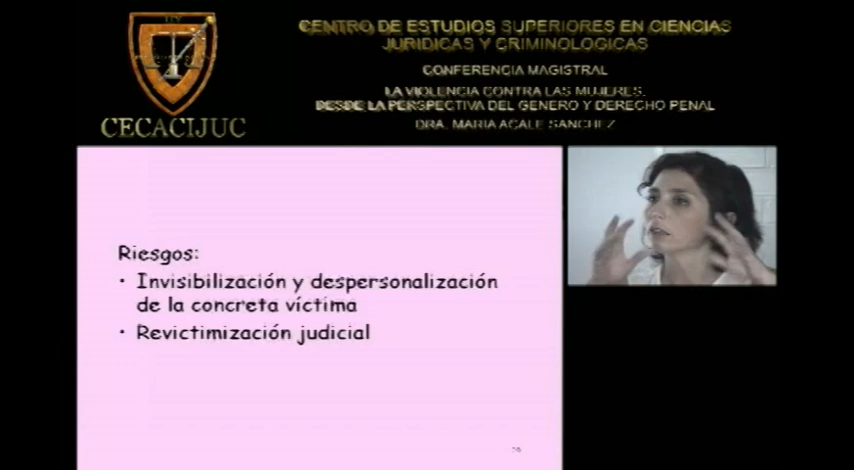 CENTRO DE ESTUDIOS SUPERIORES EN CIENCIAS
JURIDICAS Y CRIMINOLOGICAS
CONFERENCIA MAGISTRAL
LA VIOLENCIA CONTRA LAS MUJERES.
DESDE LA PERSPECTIVA DEL GENERO Y DERECHO PENAL
DRA. MARIA ACALE SANCHEZ
CECACIJUC
Riesgos:
· Invisibilización y despersonalización
de la concreta víctima
· Revictimización judicial